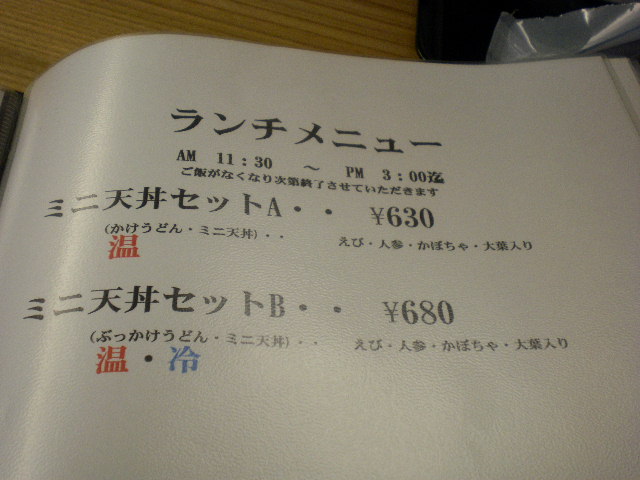 ランチメニュー
AM 11:30 ～ PM 3:00迄
ご飯がなくなり次第終了させていただきます
ミニ天丼セットA・・ ¥630
(かけうどん・ミニ天丼)・・ えび・人参・かぼちゃ・大葉入り
温
ミニ天丼セットB・・ ¥680
(ぶっかけうどん・ミニ天丼)・・ えび・人参・かぼちゃ・大葉入り
温・冷